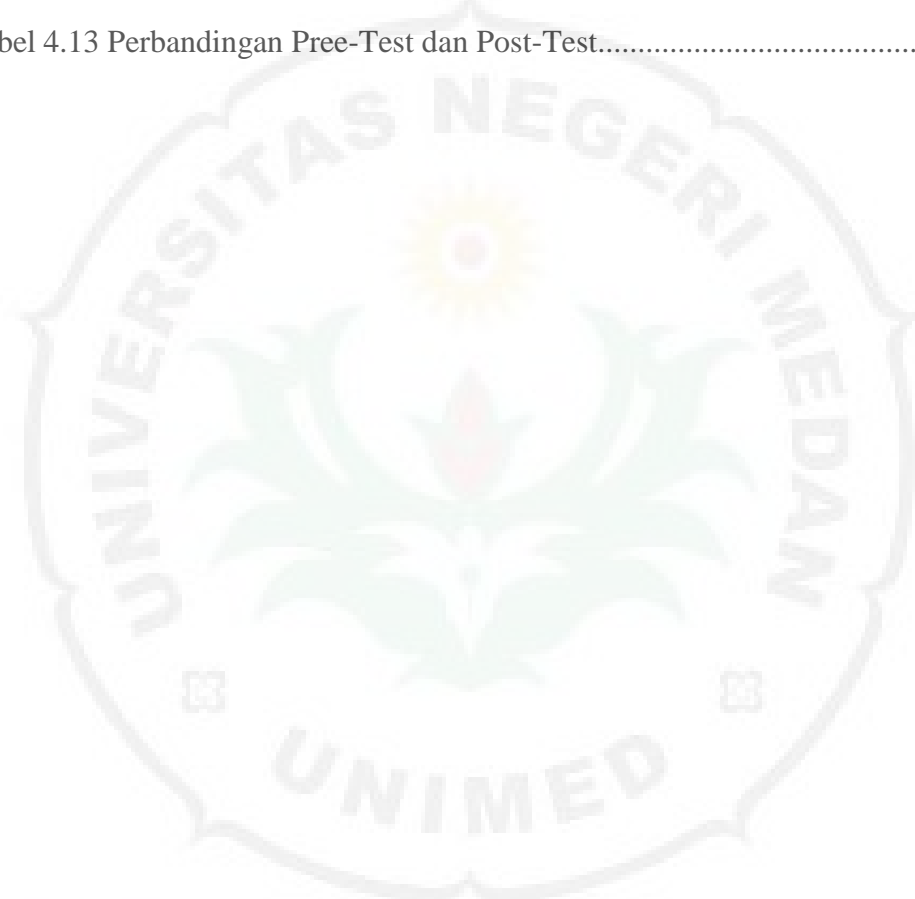 bel 4.13 Perbandingan Pree-Test dan Post-Test.......................................
UNIVERSITAS NEGERI MEDAN
UNIMED